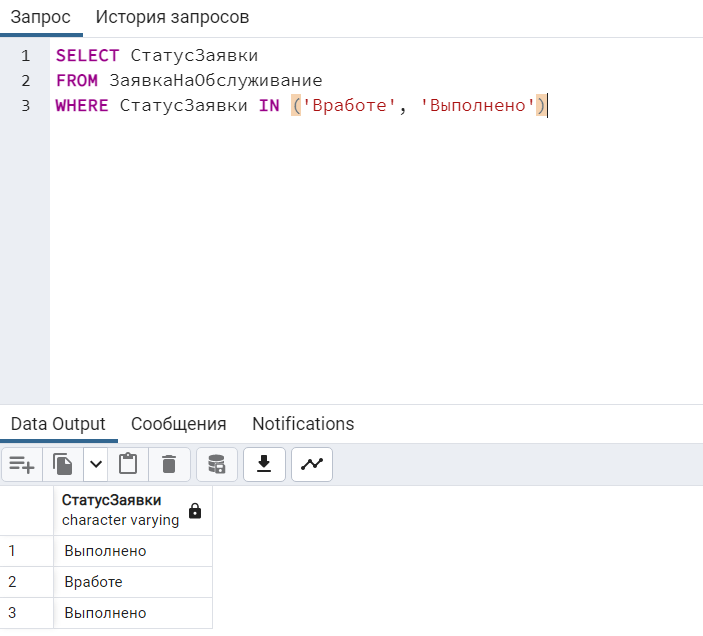 Запрос История запросов
1 SELECT СтатусЗаявки
2 FROM ЗаявкаНаОбслуживание
3 WHERE СтатусЗаявки IN ('Вработе', 'Выполнено')
Data Output Сообщения Notifications
СтатусЗаявки
character varying
1 Выполнено
2 Вработе
3 Выполнено